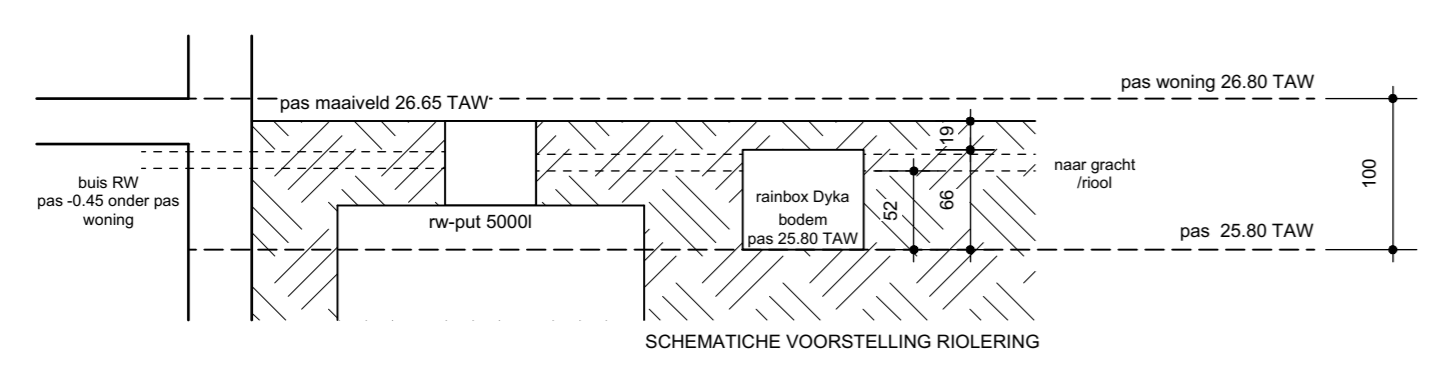 pas woning 26.80 TAW
pas maaiveld 26.65 TAW
19
naar gracht
/riool
100
buis RW
pas -0.45 onder pas
woning
rainbox Dyka
bodem
pas 25.80 TAW
52
66
rw-put 5000l
pas 25.80 TAW
SCHEMATICHE VOORSTELLING RIOLERING